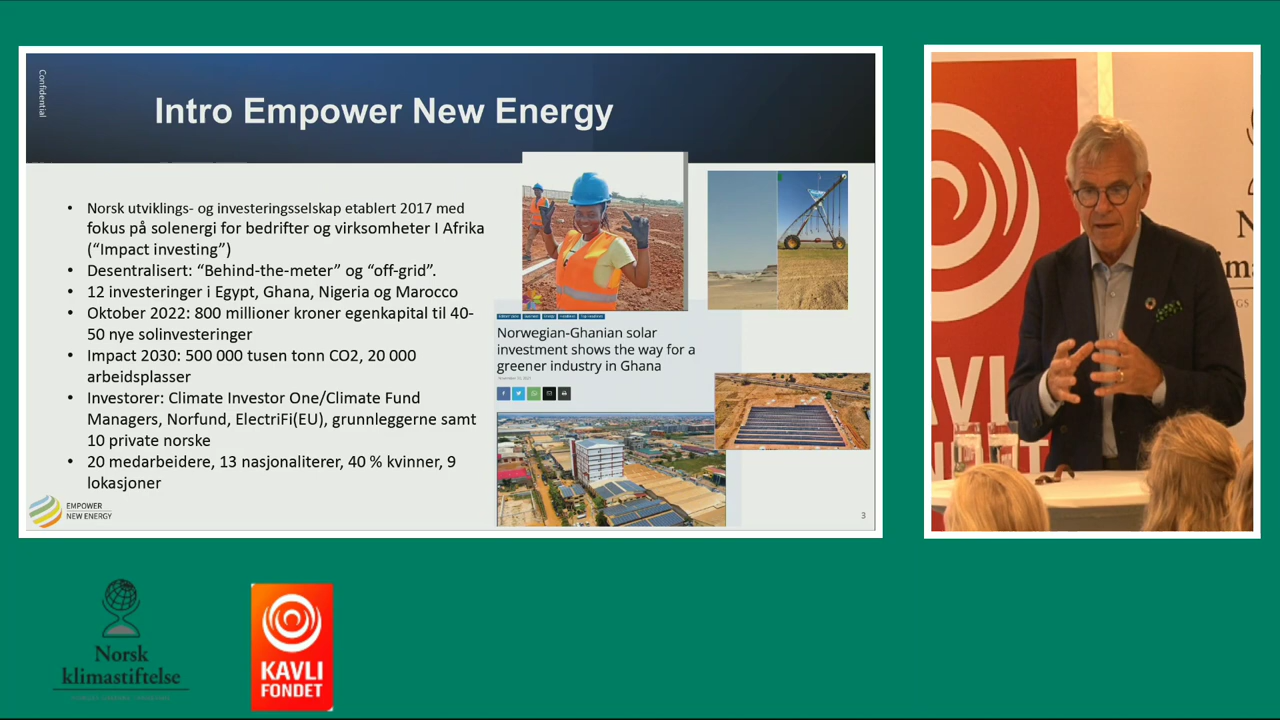 Confidential
Intro Empower New Energy
• Norsk utviklings- og investeringsselskap etablert 2017 med
fokus på solenergi for bedrifter og virksomheter I Afrika
(“Impact investing”)
• Desentralisert: “Behind-the-meter” og “off-grid”.
• 12 investeringer i Egypt, Ghana, Nigeria og Marocco
• Oktober 2022: 800 millioner kroner egenkapital til 40-
50 nye solinvesteringer
• Impact 2030: 500 000 tusen tonn CO2, 20 000
arbeidsplasser
• Investorer: Climate Investor One/Climate Fund
Managers, Norfund, ElectriFi(EU), grunnleggerne samt
10 private norske
• 20 medarbeidere, 13 nasjonaliterer, 40 % kvinner, 9
lokasjoner
Norwegian-Ghanian solar
investment shows the way for a
greener industry in Ghana
EMPOWER
NEW ENERGY
3
KAVLI
Norsk
klimastiftelse
KAVLI
FONDET